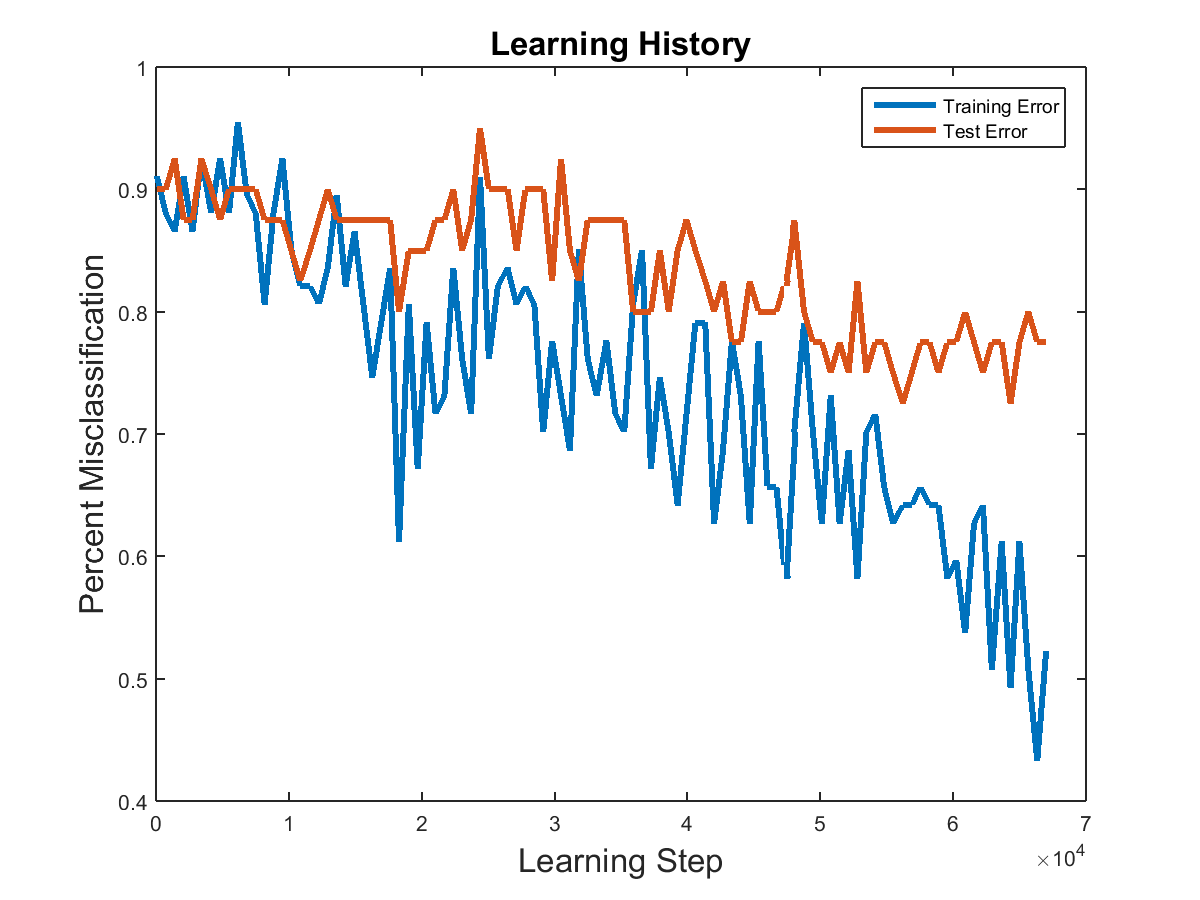 Learning History
Training Error
Test Error
Percent Misclassification
1
0.9
0.8
0.7
0.6
0.5
0.4
0 1 2 3 4 5 6 7
×10^4
Learning Step